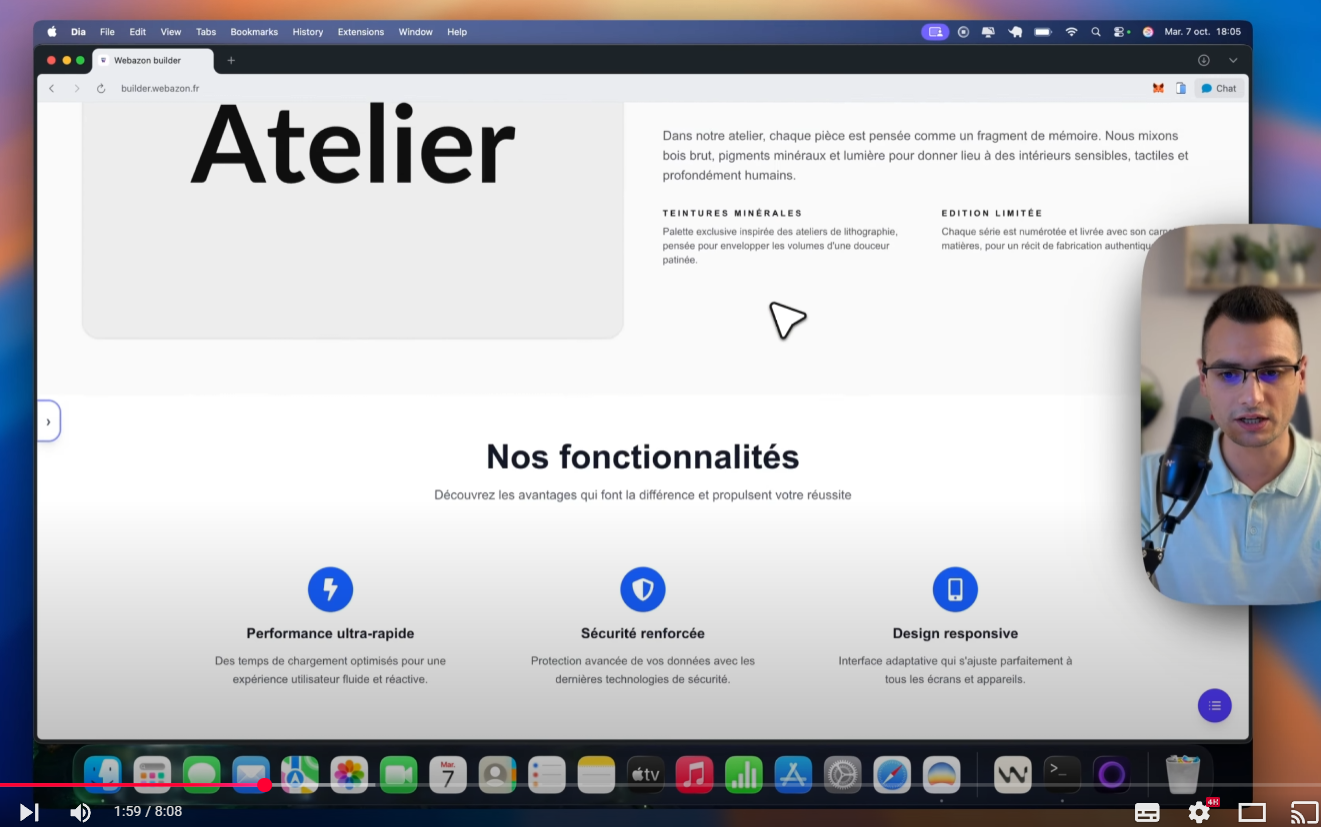 Dia File Edit View Tabs Bookmarks History Extensions Window Help Mar. 7 oct. 18:05
Webazon builder
builder.webazon.fr Chat
Atelier
Dans notre atelier, chaque pièce est pensée comme un fragment de mémoire. Nous mixons
bois brut, pigments minéraux et lumière pour donner lieu à des intérieurs sensibles, tactiles et
profondément humains.
TEINTURES MINÉRALES
Palette exclusive inspirée des ateliers de lithographie,
pensée pour envelopper les volumes d'une douceur
patinée.
EDITION LIMITÉE
Chaque série est numérotée et livrée avec son
matières, pour un récit de fabrication
Nos fonctionnalités
Découvrez les avantages qui font la différence et propulsent votre réussite
Performance ultra-rapide
Des temps de chargement optimisés pour une
expérience utilisateur fluide et réactive.
Sécurité renforcée
Protection avancée de vos données avec les
dernières technologies de sécurité.
Design responsive
Interface adaptative qui s'ajuste parfaitement à
tous les écrans et appareils.
Mar.
7
tv
1:59 / 8:08
4K